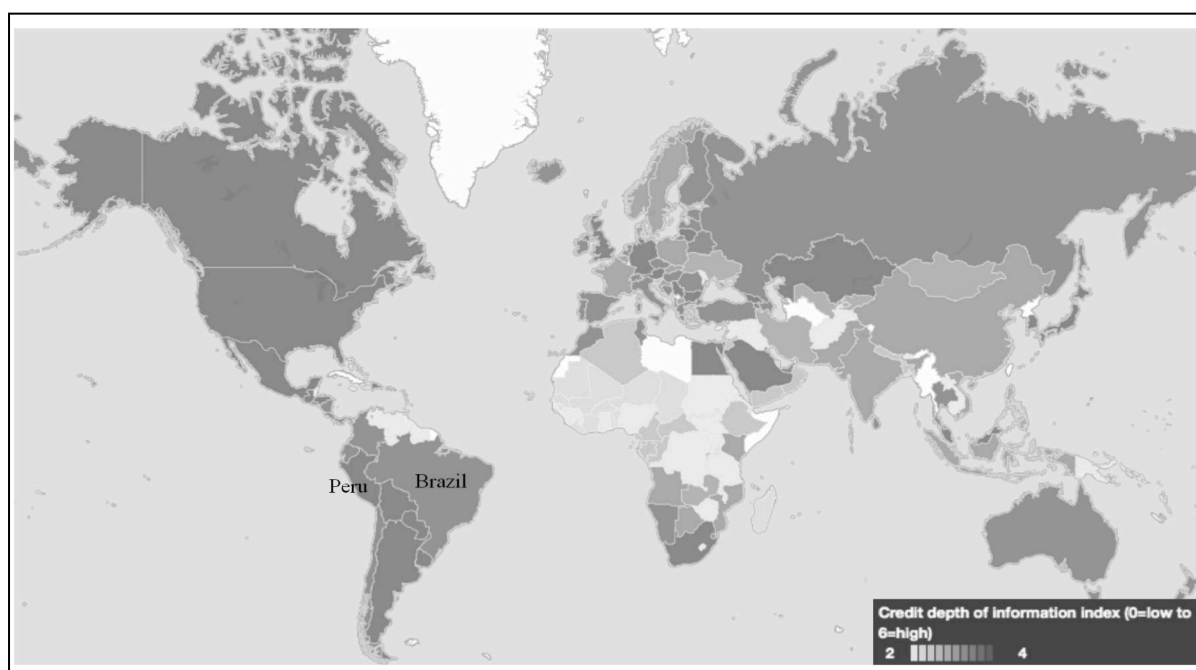 Peru
Brazil
Credit depth of information index (0=low to
6=high)
2 4